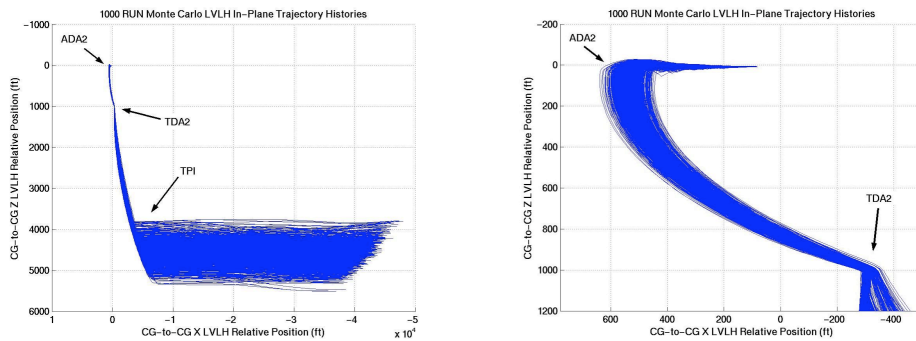 1000 RUN Monte Carlo LVLH In-Plane Trajectory Histories
-1000
0
1000
2000
3000
4000
5000
6000
CG-to-CG Z LVLH Relative Position (ft)
ADA2
TDA2
TPI
1 0 -1 -2 -3 -4 -5
x 10^4
CG-to-CG X LVLH Relative Position (ft)
1000 RUN Monte Carlo LVLH In-Plane Trajectory Histories
-200
0
200
400
600
800
1000
1200
CG-to-CG Z LVLH Relative Position (ft)
ADA2
TDA2
600 400 200 0 -200 -400
CG-to-CG X LVLH Relative Position (ft)